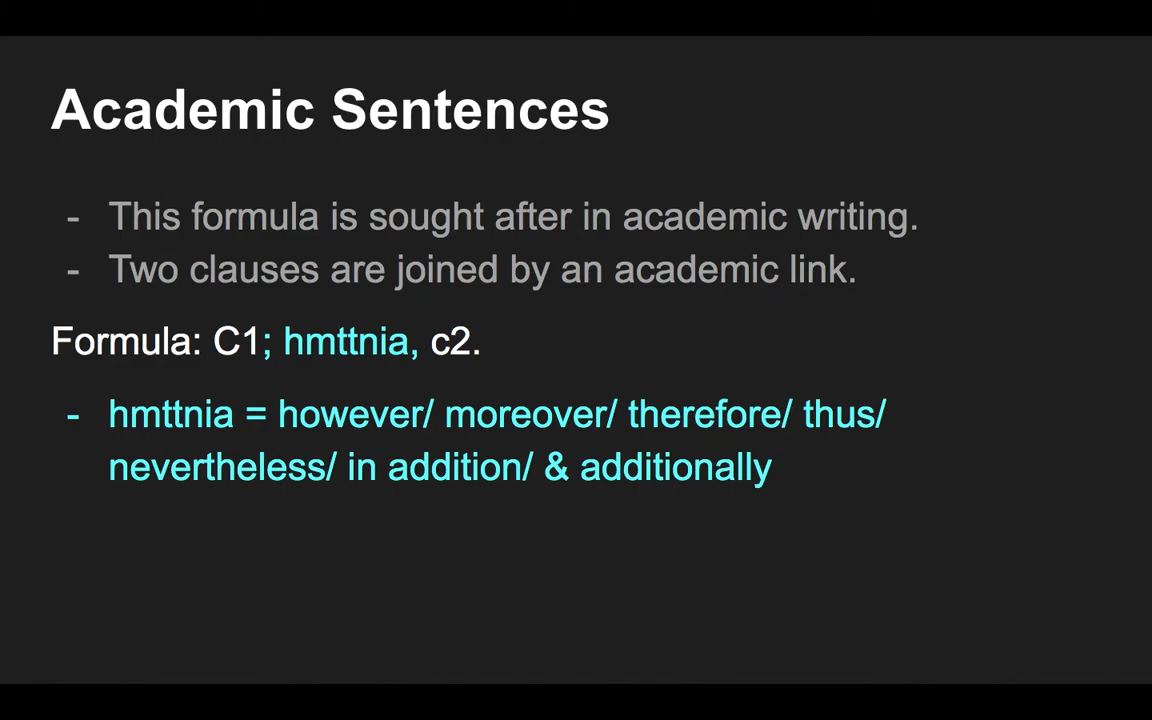 Academic Sentences
- This formula is sought after in academic writing.
- Two clauses are joined by an academic link.
Formula: C1; hmttnia, c2.
- hmttnia = however/ moreover/ therefore/ thus/
nevertheless/ in addition/ & additionally